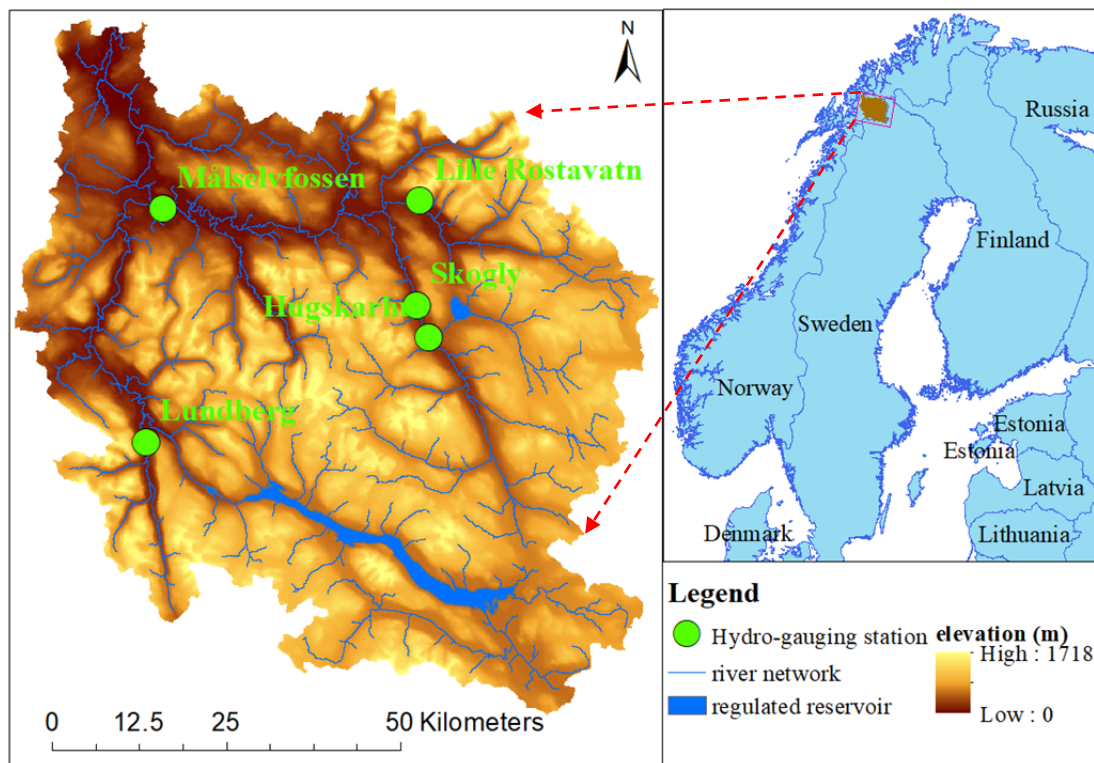 N
Målselvfossen
Lille Rostavatn
Skogly
Lundberg
0 12.5 25 50 Kilometers
Russia
Finland
Sweden
Norway
Estonia
Estonia
Latvia
Denmark
Lithuania
Legend
Hydro-gauging station
river network
regulated reservoir
elevation (m)
High : 1718
Low : 0